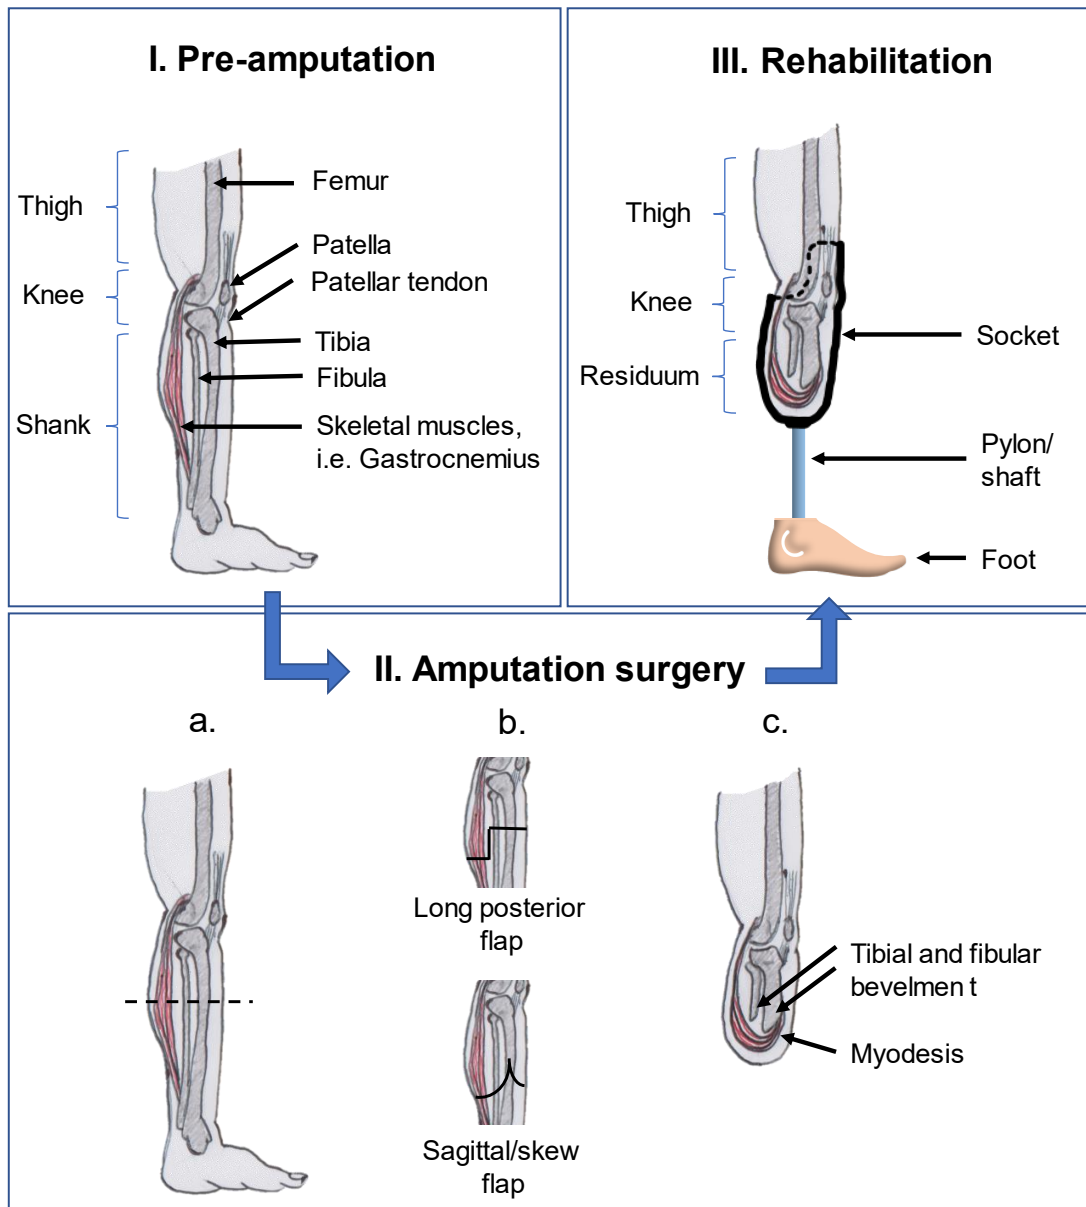 I. Pre-amputation
Thigh
Knee
Shank
Femur
Patella
Patellar tendon
Tibia
Fibula
Skeletal muscles,
i.e. Gastrocnemius
III. Rehabilitation
Thigh
Knee
Residuum
Socket
Pylon/
shaft
Foot
II. Amputation surgery
a.
b.
c.
Long posterior
flap
Sagittal/skew
flap
Tibial and fibular
bevelmen t
Myodesis